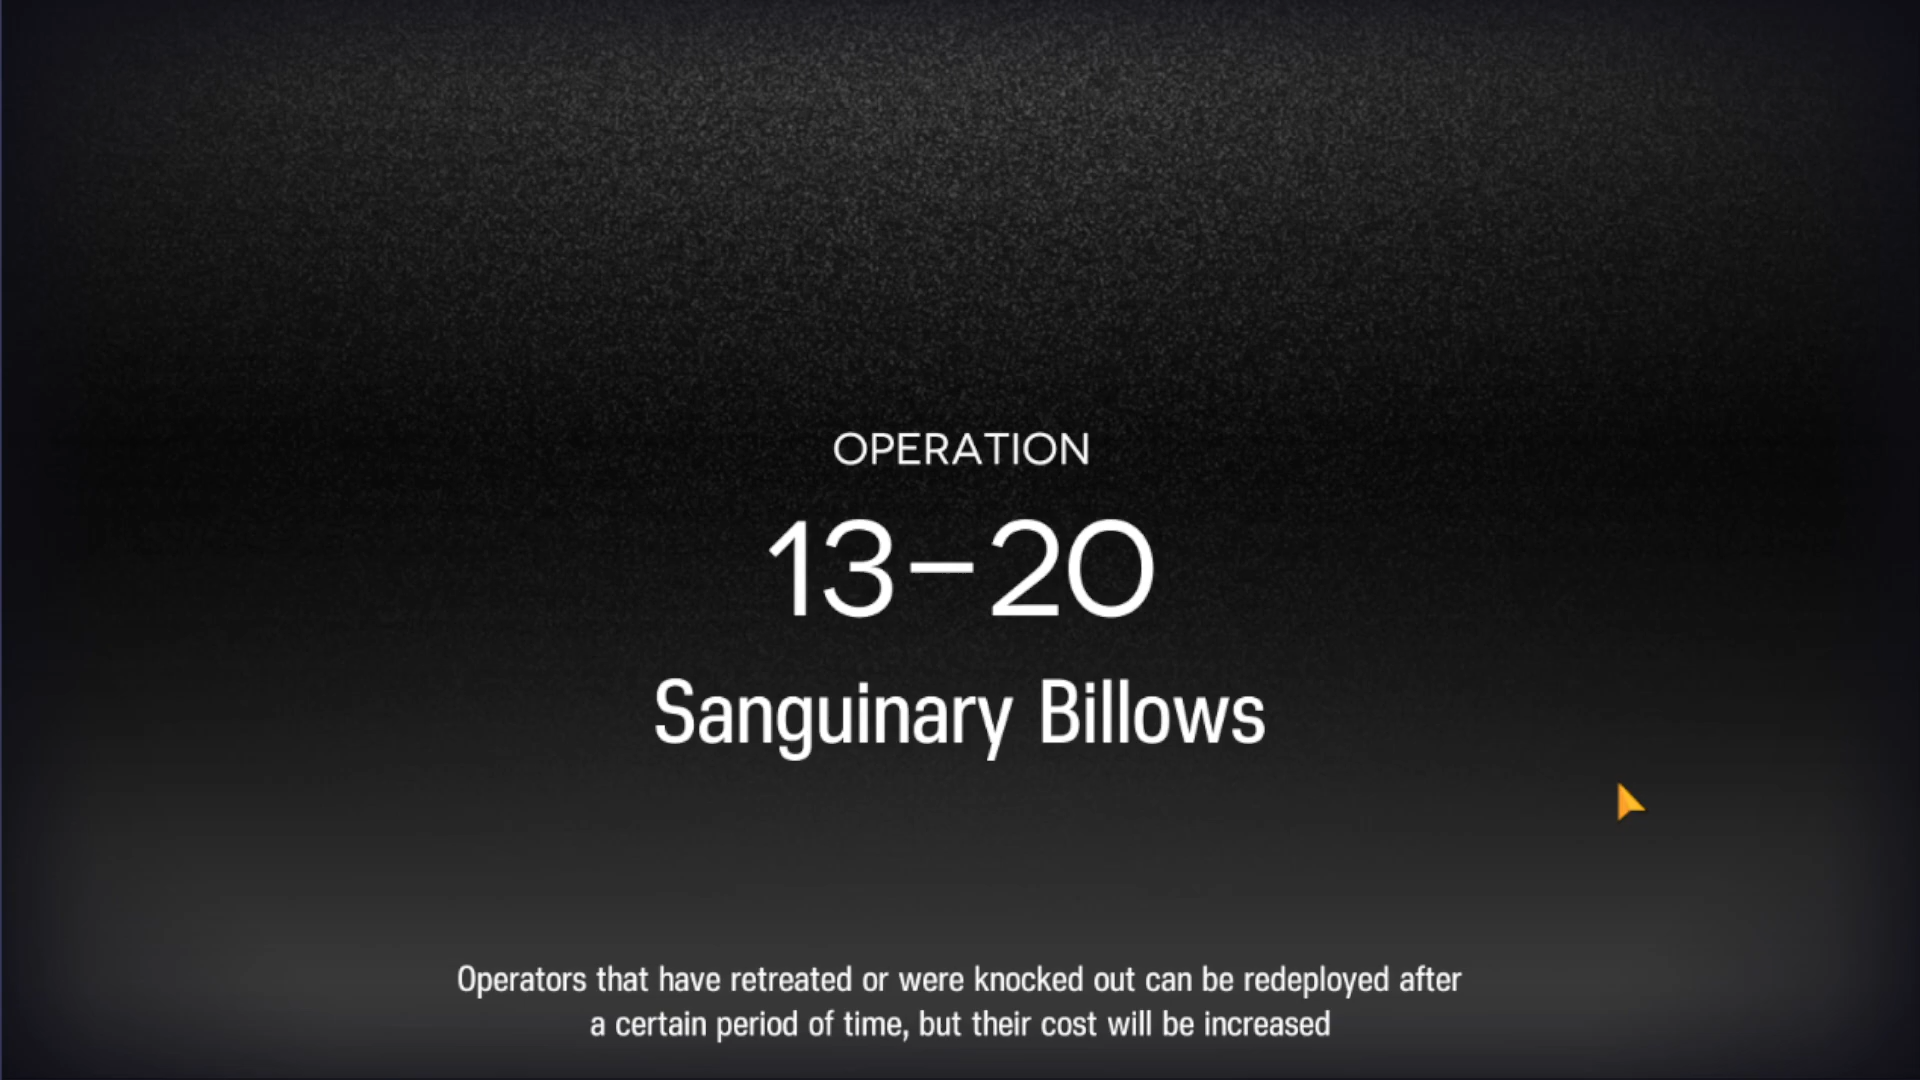 OPERATION
13-20
Sanguinary Billows
Operators that have retreated or were knocked out can be redeployed after
a certain period of time, but their cost will be increased